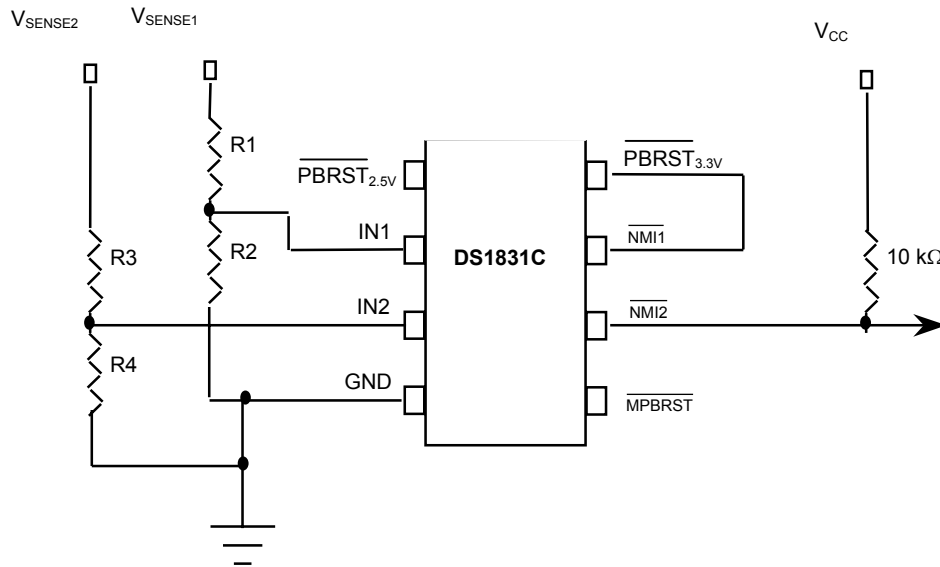 VSENSE2
VSENSE1
VCC
R1
PBRST2.5V
PBRST3.3V
IN1
NMI1
R2
DS1831C
R3
10 kΩ
IN2
NMI2
R4
GND
MPBRST